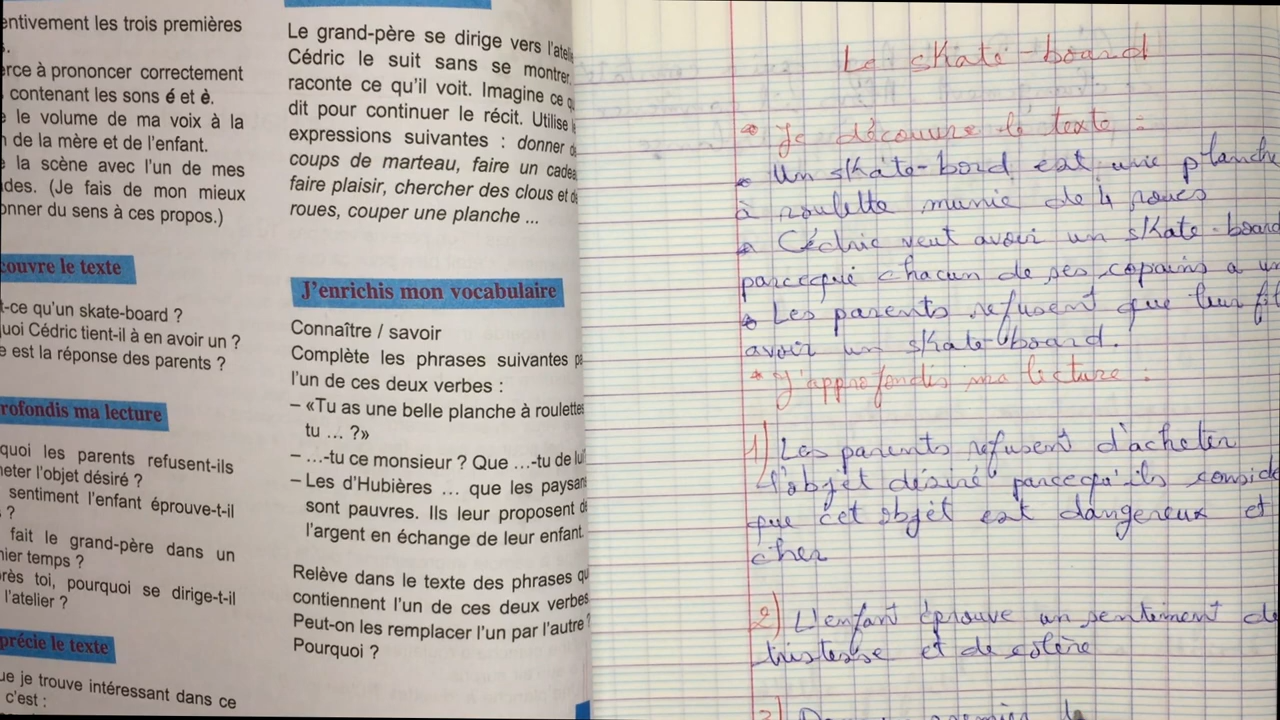 entivement les trois premières
s.
erce à prononcer correctement
contenant les sons é et è.
e le volume de ma voix à la
n de la mère et de l'enfant.
la scène avec l'un de mes
des. (Je fais de mon mieux
onner du sens à ces propos.)
couvre le texte
t-ce qu'un skate-board ?
uoi Cédric tient-il à en avoir un ?
e est la réponse des parents ?
rofondis ma lecture
quoi les parents refusent-ils
heter l'objet désiré ?
sentiment l'enfant éprouve-t-il
?
fait le grand-père dans un
nier temps ?
rès toi, pourquoi se dirige-t-il
l'atelier ?
précie le texte
ue je trouve intéressant dans ce
c'est :
Le grand-père se dirige vers l'atelie
Cédric le suit sans se montrer.
raconte ce qu'il voit. Imagine ce q
dit pour continuer le récit. Utilise
expressions suivantes : donner d
coups de marteau, faire un cadea
faire plaisir, chercher des clous et d
roues, couper une planche ...
J'enrichis mon vocabulaire
Connaître / savoir
Complète les phrases suivantes pa
l'un de ces deux verbes :
– «Tu as une belle planche à roulettes
tu ... ?»
– ...-tu ce monsieur ? Que ...-tu de lui
– Les d'Hubières ... que les paysans
sont pauvres. Ils leur proposent de
l'argent en échange de leur enfant.
Relève dans le texte des phrases qu
contiennent l'un de ces deux verbes
Peut-on les remplacer l'un par l'autre ?
Pourquoi ?
Le skate-board
* Je découvre le texte :
Un skate-bord est une planche
à roulette munie de 4 roues
Cédric veut avoir un skate-board
parceque chacun de ses copains a un
Les parents refusent que leur fi
avoir un skate-board.
* J'approfondis ma lecture :
1) Les parents refusent d'acheter
l'objet désiré parcequ'ils conside
que cet objet est dangereux et
cher
2) L'enfant éprouve un sentiment de
tristesse et de colère
3)